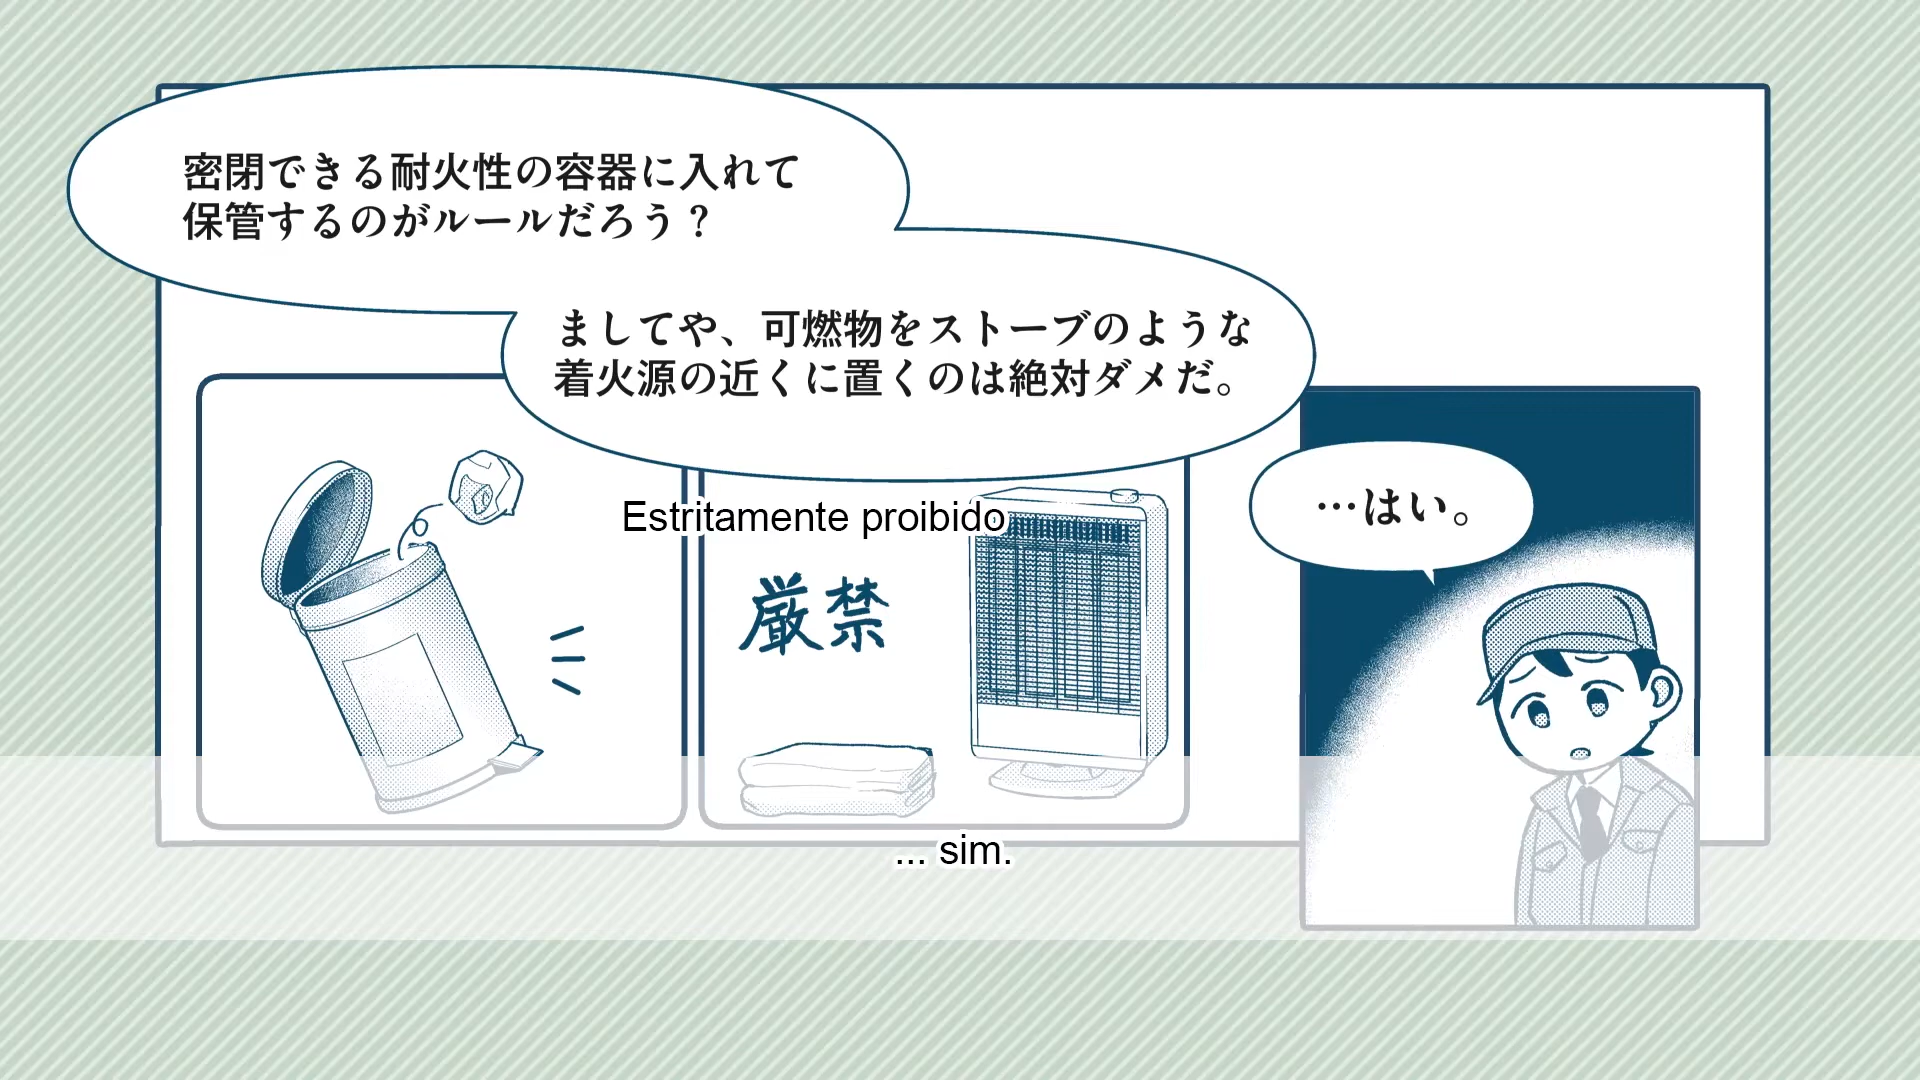 密閉できる耐火性の容器に入れて
保管するのがルールだろう？
ましてや、可燃物をストーブのような
着火源の近くに置くのは絶対ダメだ。
Estritamente proibido
…はい。
厳禁
... sim.